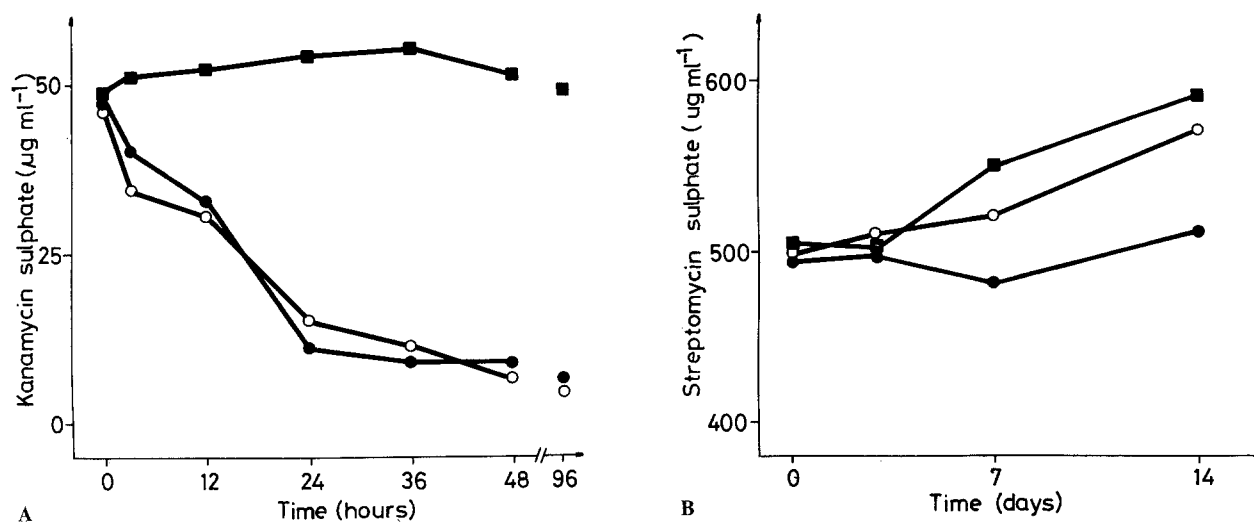 Kanamycin sulphate (µg ml⁻¹)
50
25
0
0 12 24 36 48 96
Time (hours)
A
Streptomycin sulphate (ug ml⁻¹)
600
500
400
0 7 14
Time (days)
B